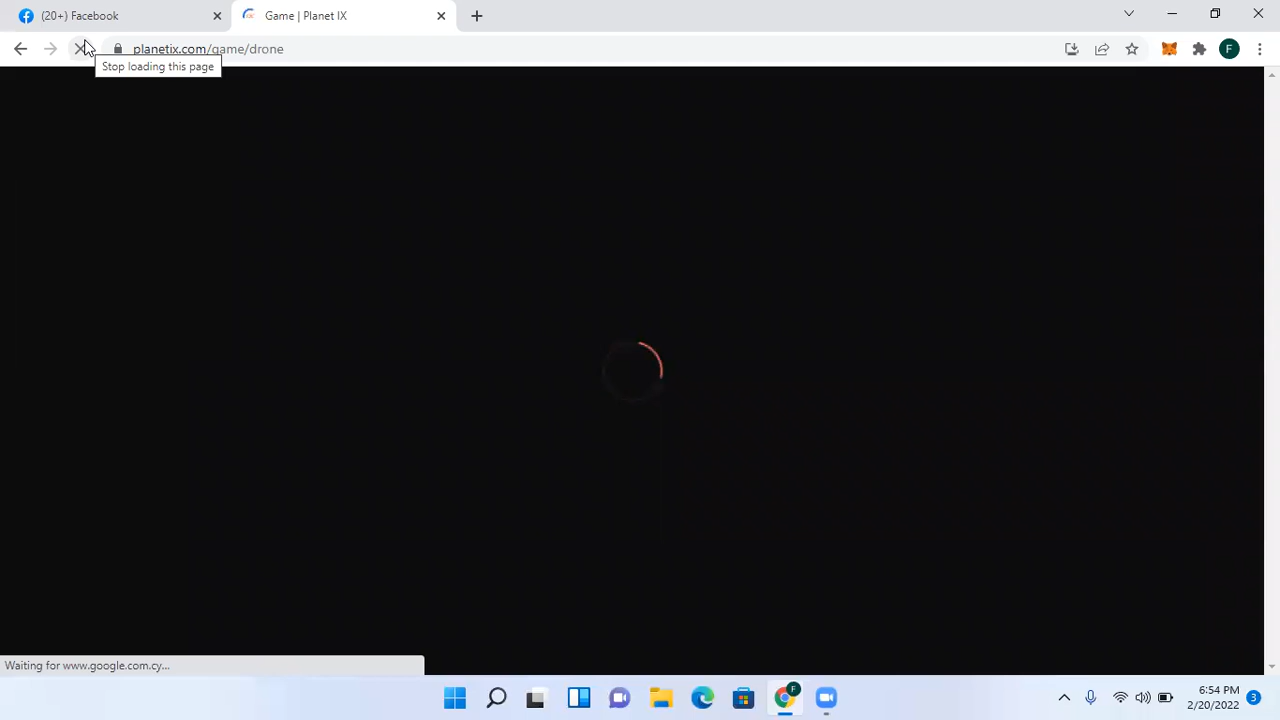 (20+) Facebook
Game | Planet IX
planetix.com/game/drone
F
Stop loading this page
Waiting for www.google.com.cy...
F
6:54 PM
2/20/2022
3